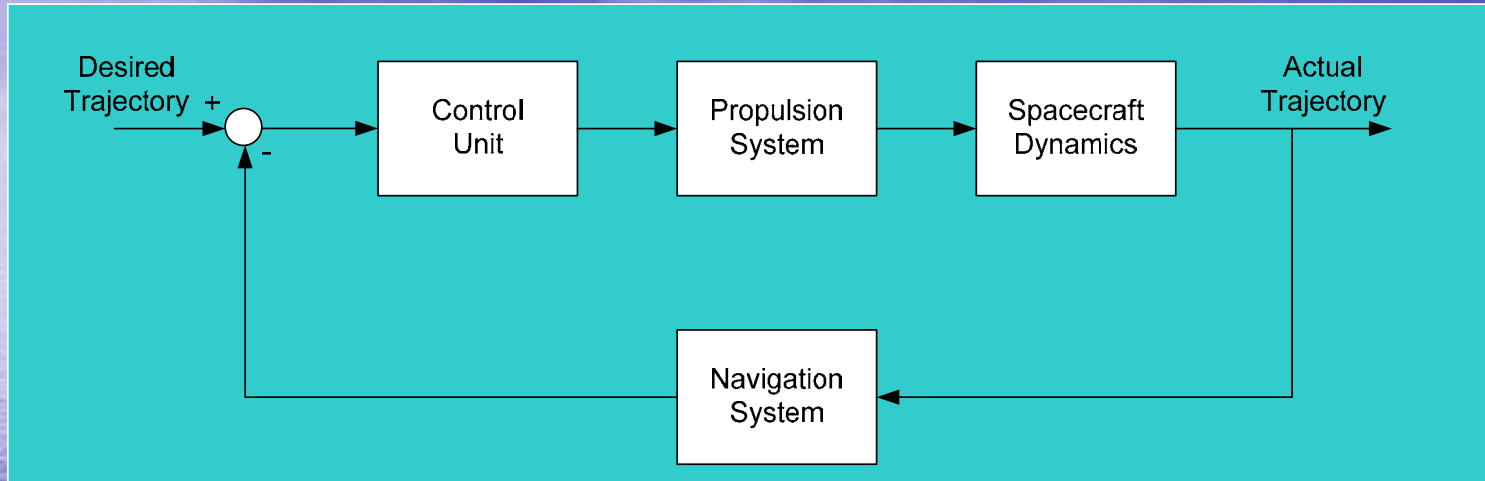 Desired
Trajectory
+
-
Control
Unit
Propulsion
System
Spacecraft
Dynamics
Actual
Trajectory
Navigation
System